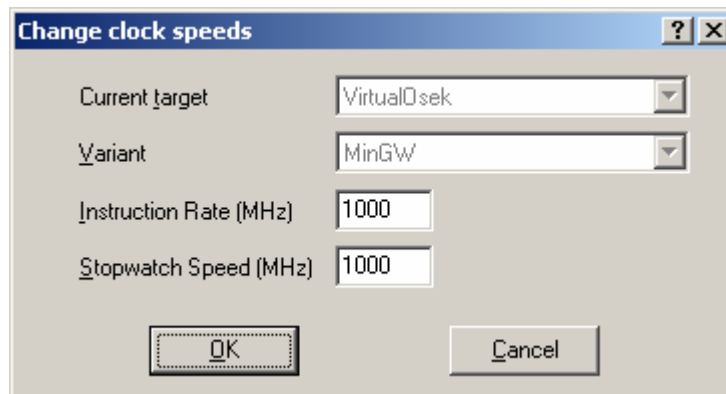 Change clock speeds
Current target VirtualOsek
Variant MinGW
Instruction Rate (MHz) 1000
Stopwatch Speed (MHz) 1000
OK Cancel